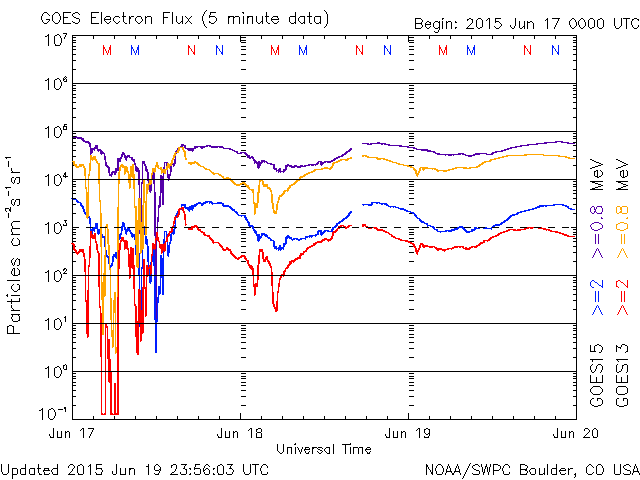 GOES Electron Flux (5 minute data)
Begin: 2015 Jun 17 0000 UTC
M M N N M M N N M M N N
10⁷
10⁶
10⁵
10⁴
10³
10²
10¹
10⁰
10⁻¹
Particles cm⁻²s⁻¹sr⁻¹
Jun 17 Jun 18 Jun 19 Jun 20
Universal Time
GOES15 >=2 >=0.8 MeV
GOES13 >=2 >=0.8 MeV
Updated 2015 Jun 19 23:56:03 UTC
NOAA/SWPC Boulder, CO USA